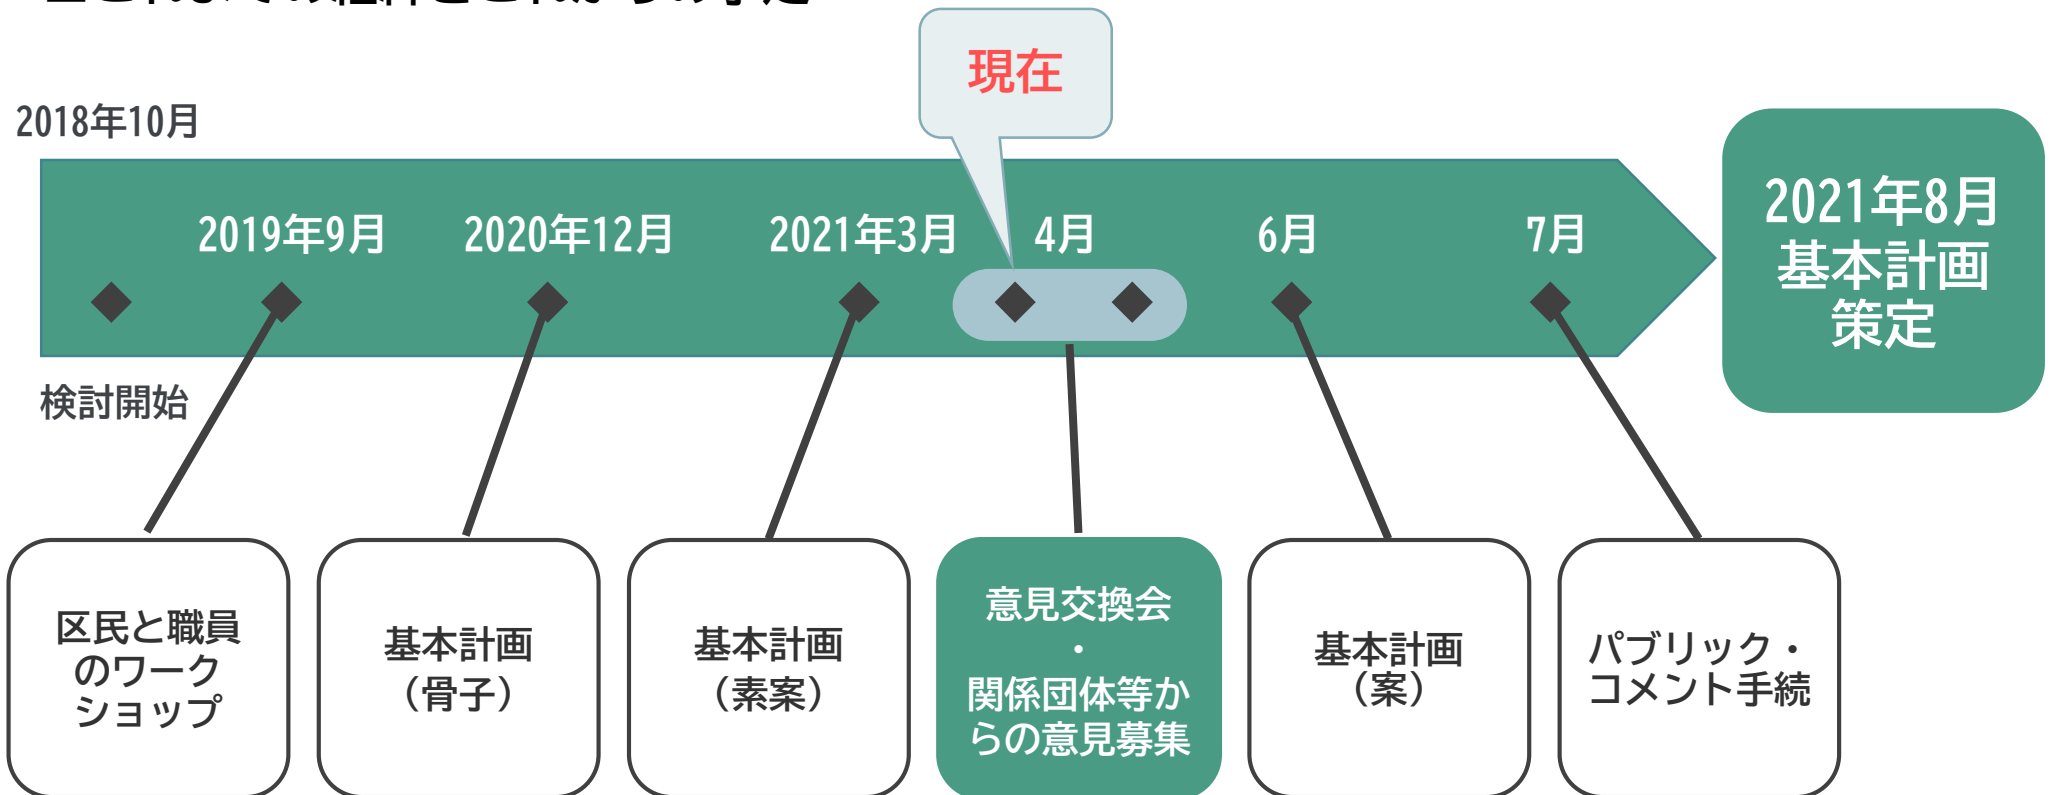 現在
2018年10月
2019年9月
2020年12月
2021年3月
4月
6月
7月
2021年8月
基本計画
策定
検討開始
区民と職員
のワーク
ショップ
基本計画
（骨子）
基本計画
（素案）
意見交換会
・
関係団体等か
らの意見募集
基本計画
（案）
パブリック・
コメント手続